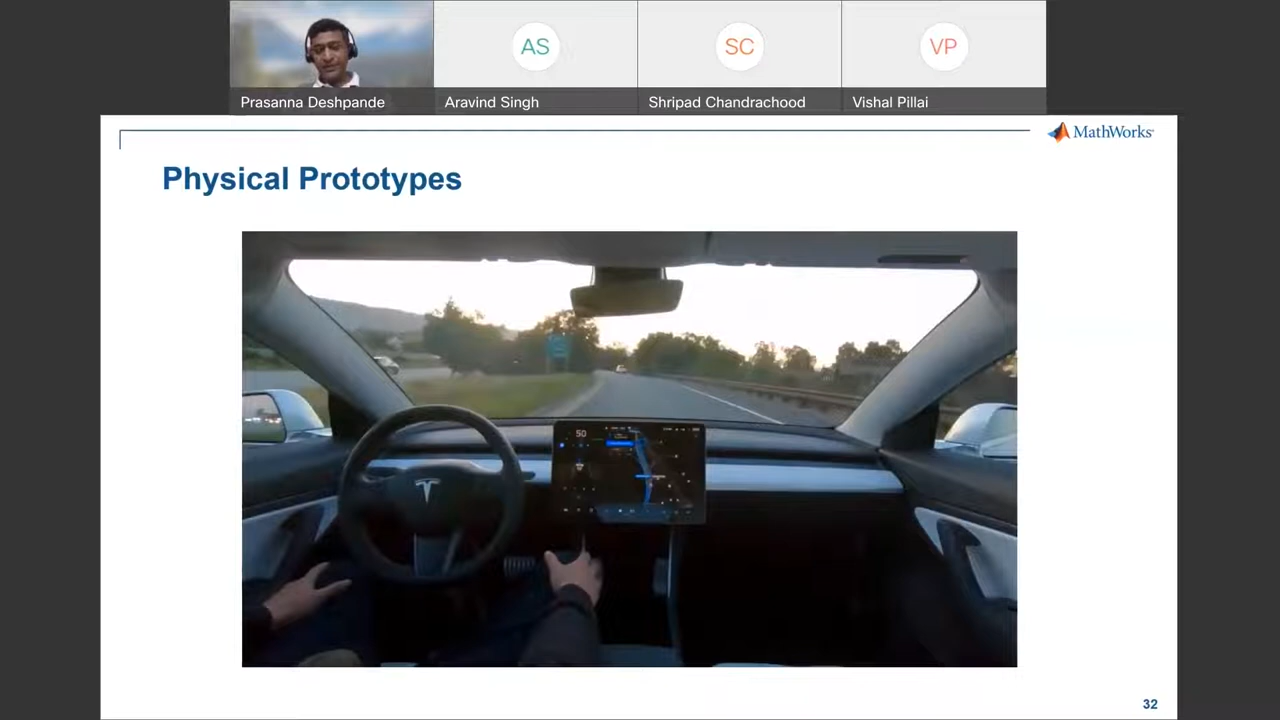 AS
SC
VP
Prasanna Deshpande
Aravind Singh
Shripad Chandrachood
Vishal Pillai
MathWorks
Physical Prototypes
50
32